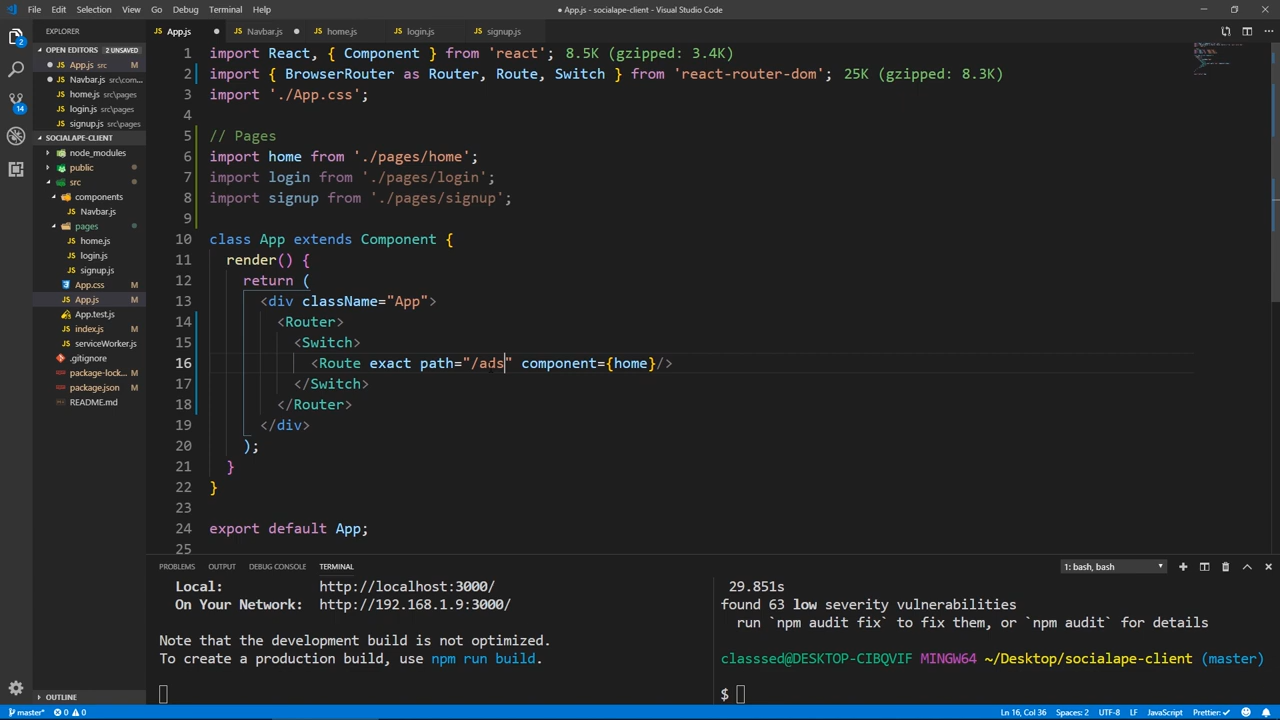 File Edit Selection View Go Debug Terminal Help
● App.js - socialape-client - Visual Studio Code
EXPLORER
OPEN EDITORS 2 UNSAVED
App.js src
Navbar.js src\com...
home.js src\pages
login.js src\pages
signup.js src\pages
SOCIALAPE-CLIENT
node_modules
public
src
components
Navbar.js
pages
home.js
login.js
signup.js
App.css M
App.js M
App.test.js
index.js M
serviceWorker.js
.gitignore
package-lock... M
package.json M
README.md
OUTLINE
2
14
App.js Navbar.js home.js login.js signup.js
1 import React, { Component } from 'react'; 8.5K (gzipped: 3.4K)
2 import { BrowserRouter as Router, Route, Switch } from 'react-router-dom'; 25K (gzipped: 8.3K)
3 import './App.css';
4
5 // Pages
6 import home from './pages/home';
7 import login from './pages/login';
8 import signup from './pages/signup';
9
10 class App extends Component {
11 render() {
12 return (
13 <div className="App">
14 <Router>
15 <Switch>
16 <Route exact path="/ads" component={home}/>
17 </Switch>
18 </Router>
19 </div>
20 );
21 }
22 }
23
24 export default App;
25
PROBLEMS OUTPUT DEBUG CONSOLE TERMINAL 1: bash, bash
Local: http://localhost:3000/
On Your Network: http://192.168.1.9:3000/
Note that the development build is not optimized.
To create a production build, use npm run build.
29.851s
found 63 low severity vulnerabilities
run `npm audit fix` to fix them, or `npm audit` for details
classsed@DESKTOP-CIBQVIF MINGW64 ~/Desktop/socialape-client (master)
$
master* 0 0 Ln 16, Col 36 Spaces: 2 UTF-8 LF JavaScript Prettier: ✓